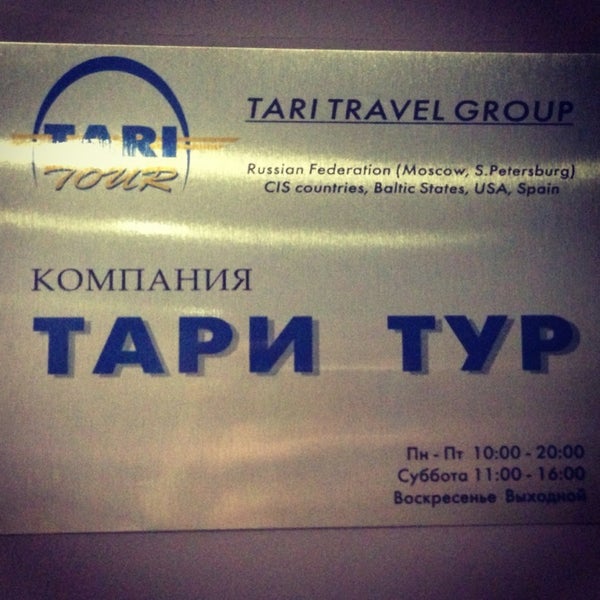 TARI
TOUR
TARI TRAVEL GROUP
Russian Federation (Moscow, S.Petersburg)
CIS countries, Baltic States, USA, Spain
КОМПАНИЯ
ТАРИ ТУР
Пн - Пт 10:00 - 20:00
Суббота 11:00 - 16:00
Воскресенье Выходной